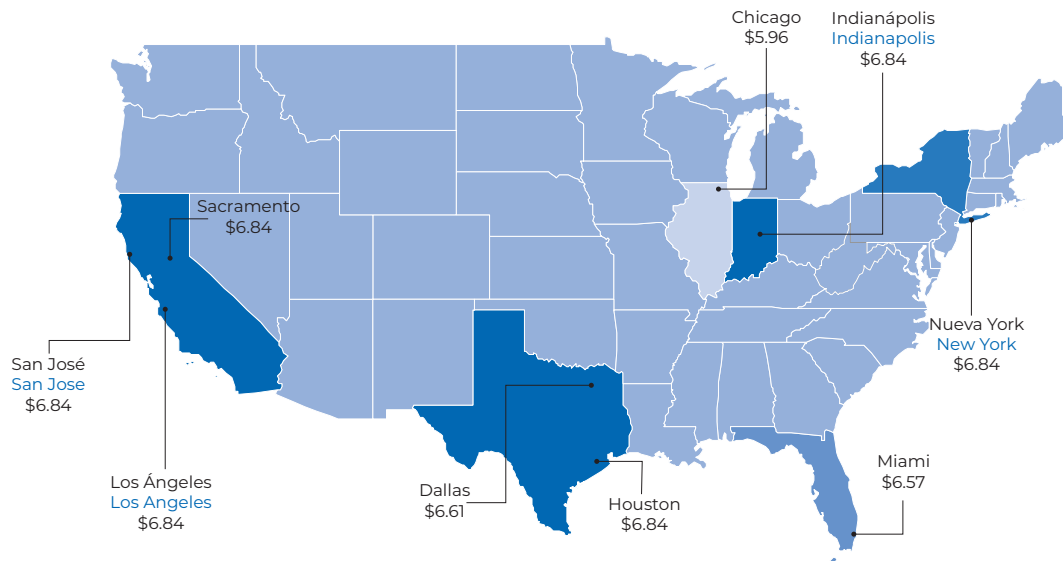 Chicago
$5.96
Indianápolis
Indianapolis
$6.84
Sacramento
$6.84
Nueva York
New York
$6.84
San José
San Jose
$6.84
Los Ángeles
Los Angeles
$6.84
Dallas
$6.61
Houston
$6.84
Miami
$6.57